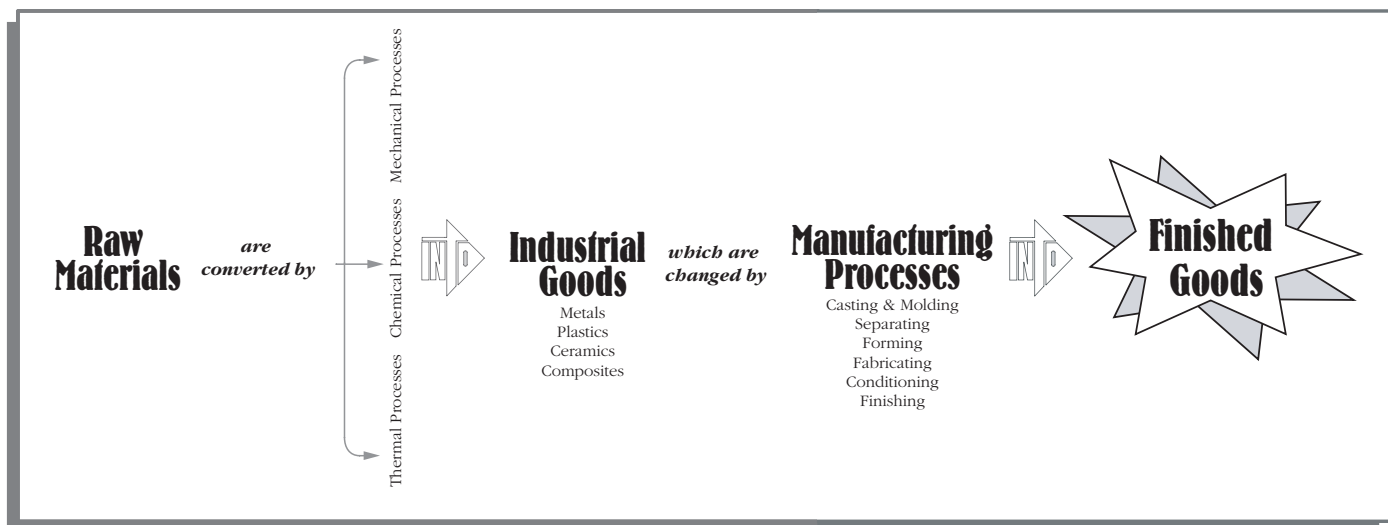 Raw
Materials
are
converted by
Mechanical Processes
Chemical Processes
Thermal Processes
INTO
Industrial
Goods
Metals
Plastics
Ceramics
Composites
which are
changed by
Manufacturing
Processes
Casting & Molding
Separating
Forming
Fabricating
Conditioning
Finishing
INTO
Finished
Goods